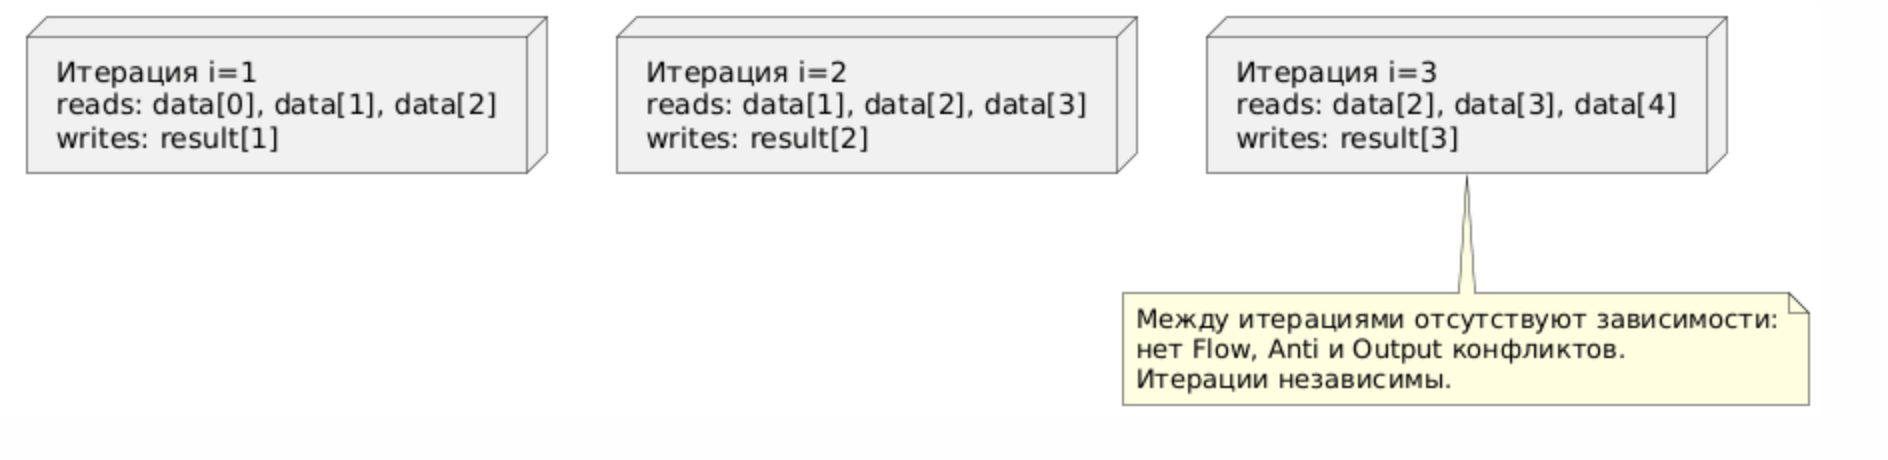 Итерация i=1
reads: data[0], data[1], data[2]
writes: result[1]
Итерация i=2
reads: data[1], data[2], data[3]
writes: result[2]
Итерация i=3
reads: data[2], data[3], data[4]
writes: result[3]
Между итерациями отсутствуют зависимости:
нет Flow, Anti и Output конфликтов.
Итерации независимы.